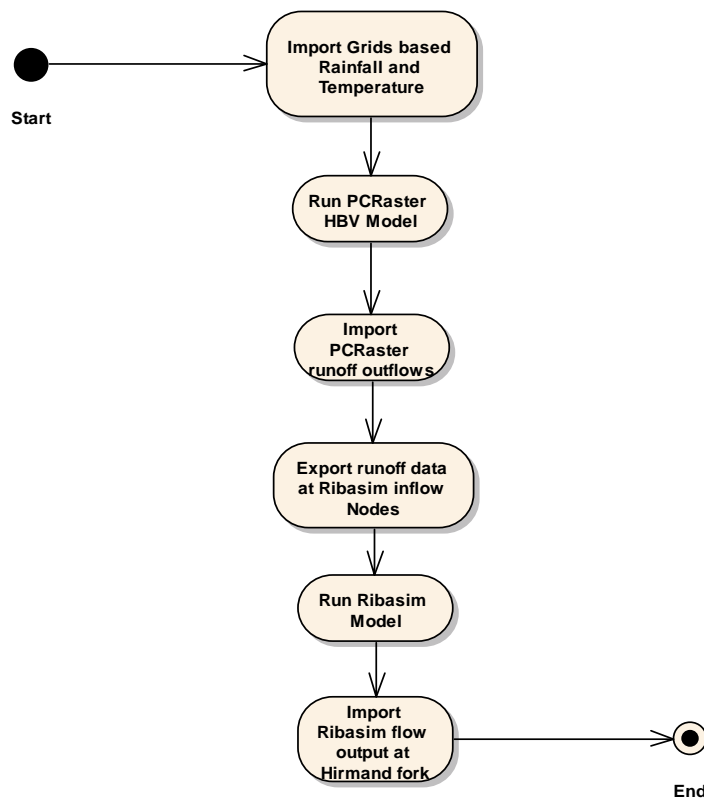 Import Grids based
Rainfall and
Temperature
Start
Run PCRaster
HBV Model
Import
PCRaster
runoff outflows
Export runoff data
at Ribasim inflow
Nodes
Run Ribasim
Model
Import
Ribasim flow
output at
Hirmand fork
End